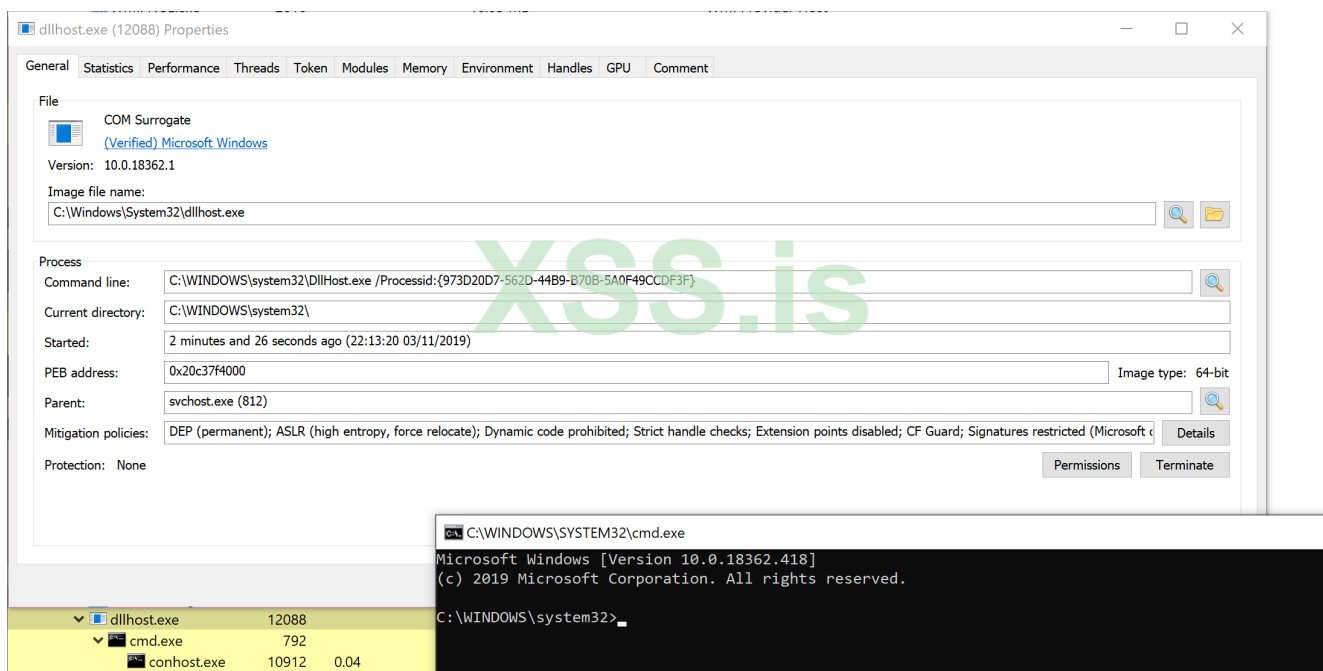 dllhost.exe (12088) Properties
General Statistics Performance Threads Token Modules Memory Environment Handles GPU Comment
File
COM Surrogate
(Verified) Microsoft Windows
Version: 10.0.18362.1
Image file name:
C:\Windows\System32\dllhost.exe
XSS.is
Process
Command line: C:\WINDOWS\system32\DllHost.exe /Processid:{973D20D7-562D-44B9-B70B-5A0F49CCDF3F}
Current directory: C:\WINDOWS\system32\
Started: 2 minutes and 26 seconds ago (22:13:20 03/11/2019)
PEB address: 0x20c37f4000 Image type: 64-bit
Parent: svchost.exe (812)
Mitigation policies: DEP (permanent); ASLR (high entropy, force relocate); Dynamic code prohibited; Strict handle checks; Extension points disabled; CF Guard; Signatures restricted (Microsoft Details
Protection: None Permissions Terminate
C:\WINDOWS\SYSTEM32\cmd.exe
Microsoft Windows [Version 10.0.18362.418]
(c) 2019 Microsoft Corporation. All rights reserved.
C:\WINDOWS\system32>
dllhost.exe 12088
cmd.exe 792
conhost.exe 10912 0.04